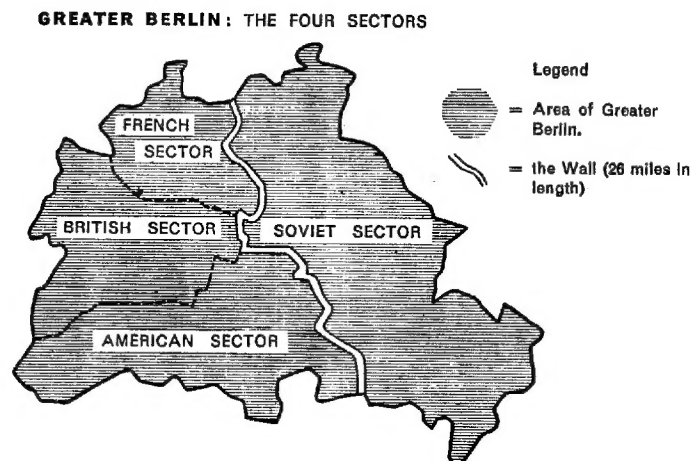 GREATER BERLIN: THE FOUR SECTORS
Legend
= Area of Greater
Berlin.
= the Wall (26 miles in
length)
FRENCH
SECTOR
BRITISH SECTOR
SOVIET SECTOR
AMERICAN SECTOR